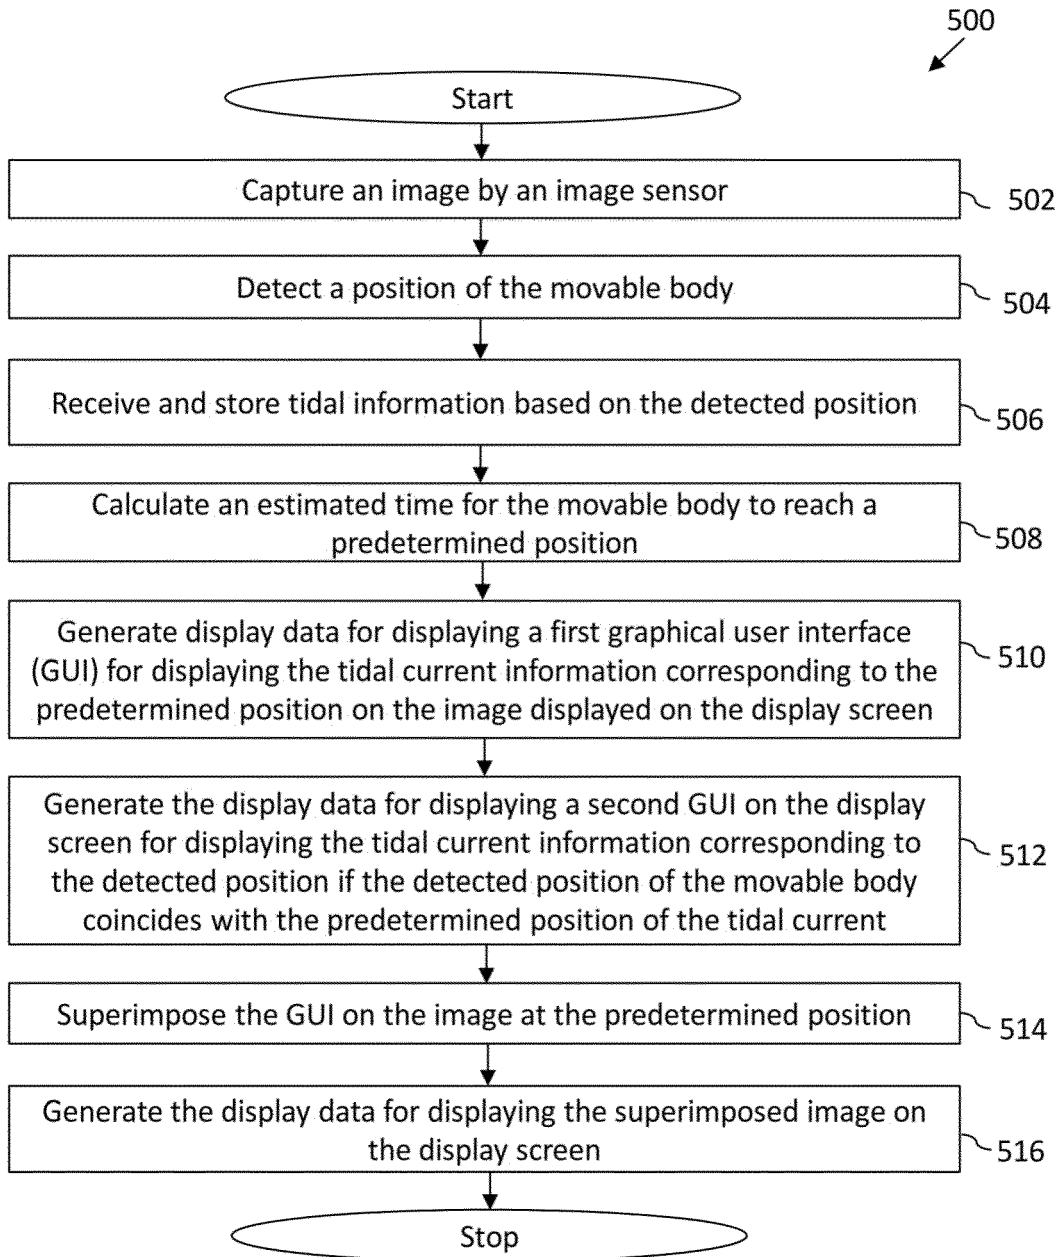 500
Start
Capture an image by an image sensor
502
Detect a position of the movable body
504
Receive and store tidal information based on the detected position
506
Calculate an estimated time for the movable body to reach a
predetermined position
508
Generate display data for displaying a first graphical user interface
(GUI) for displaying the tidal current information corresponding to the
predetermined position on the image displayed on the display screen
510
Generate the display data for displaying a second GUI on the display
screen for displaying the tidal current information corresponding to
the detected position if the detected position of the movable body
coincides with the predetermined position of the tidal current
512
Superimpose the GUI on the image at the predetermined position
514
Generate the display data for displaying the superimposed image on
the display screen
516
Stop